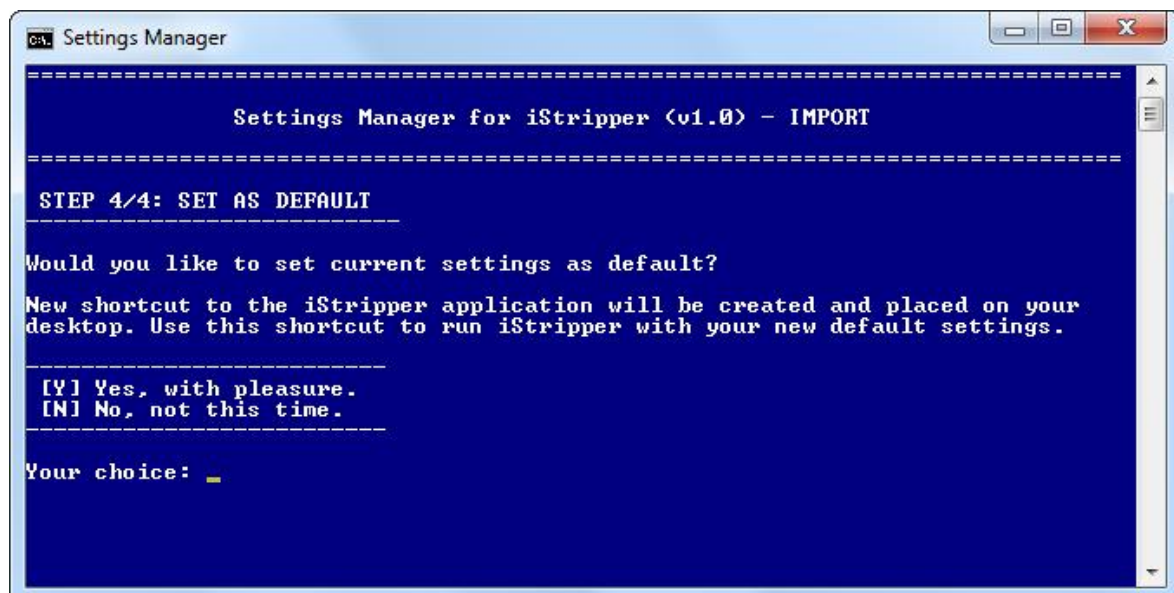 Settings Manager
================================================================================
Settings Manager for iStripper (v1.0) - IMPORT
================================================================================
STEP 4/4: SET AS DEFAULT
---------------------------
Would you like to set current settings as default?
New shortcut to the iStripper application will be created and placed on your
desktop. Use this shortcut to run iStripper with your new default settings.
--------------------------
[Y] Yes, with pleasure.
[N] No, not this time.
--------------------------
Your choice: _